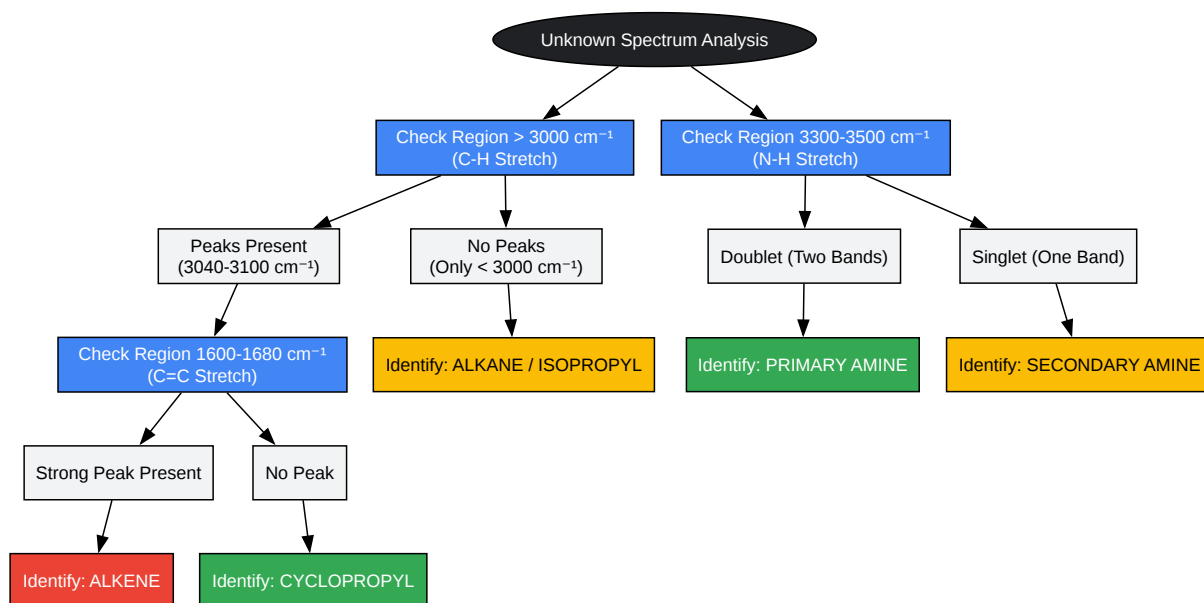 Unknown Spectrum Analysis
Check Region > 3000 cm⁻¹
(C-H Stretch)
Check Region 3300-3500 cm⁻¹
(N-H Stretch)
Peaks Present
(3040-3100 cm⁻¹)
No Peaks
(Only < 3000 cm⁻¹)
Doublet (Two Bands)
Singlet (One Band)
Check Region 1600-1680 cm⁻¹
(C=C Stretch)
Identify: ALKANE / ISOPROPYL
Identify: PRIMARY AMINE
Identify: SECONDARY AMINE
Strong Peak Present
No Peak
Identify: ALKENE
Identify: CYCLOPROPYL